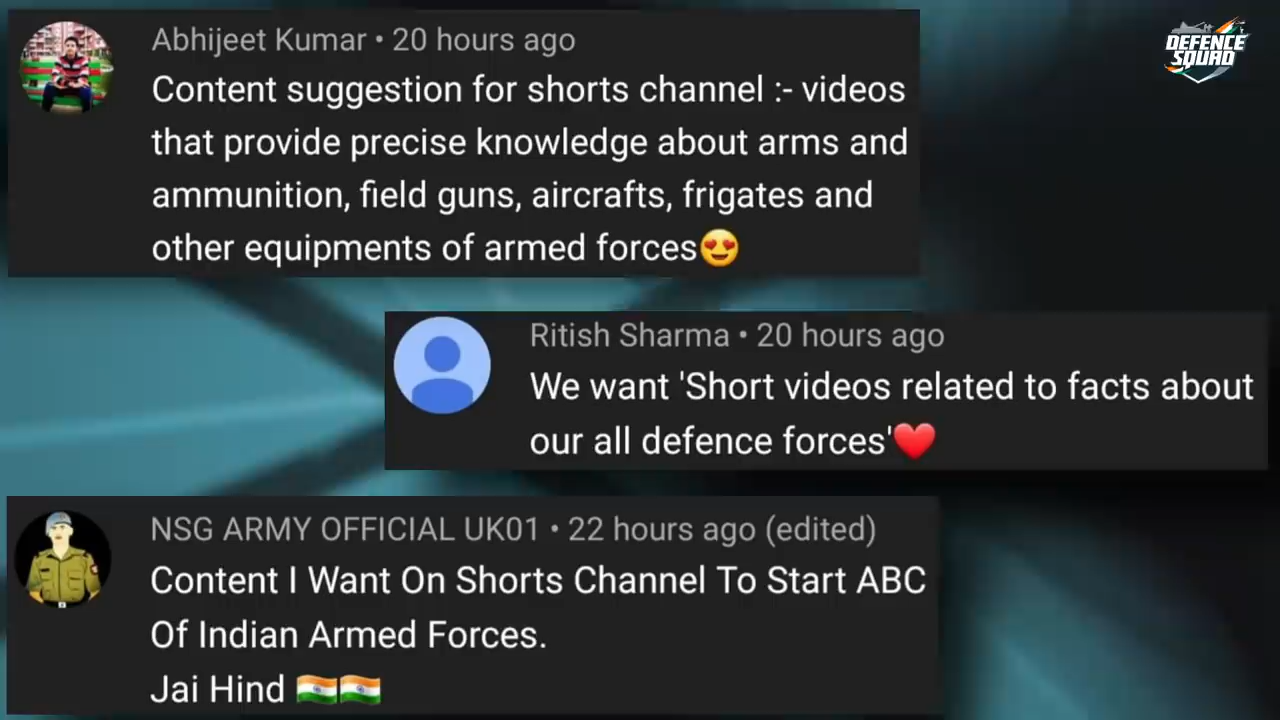 Abhijeet Kumar • 20 hours ago
Content suggestion for shorts channel :- videos
that provide precise knowledge about arms and
ammunition, field guns, aircrafts, frigates and
other equipments of armed forces😍
DEFENCE
SQUAD
Ritish Sharma • 20 hours ago
We want 'Short videos related to facts about
our all defence forces'❤️
NSG ARMY OFFICIAL UK01 • 22 hours ago (edited)
Content I Want On Shorts Channel To Start ABC
Of Indian Armed Forces.
Jai Hind 🇮🇳🇮🇳